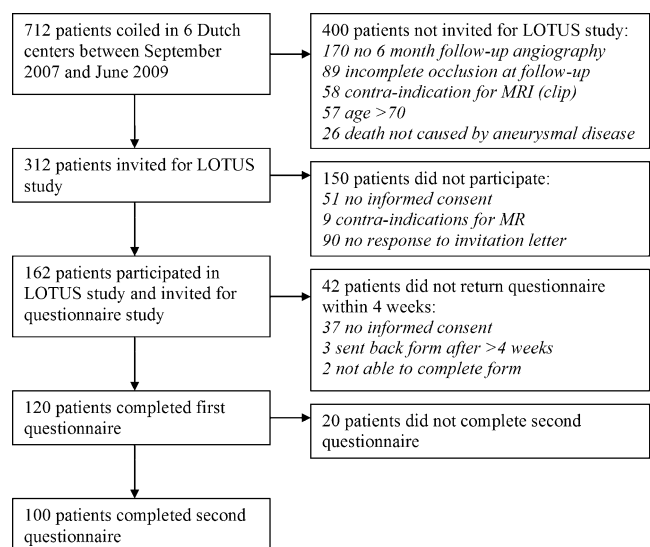 712 patients coiled in 6 Dutch
centers between September
2007 and June 2009
400 patients not invited for LOTUS study:
170 no 6 month follow-up angiography
89 incomplete occlusion at follow-up
58 contra-indication for MRI (clip)
57 age >70
26 death not caused by aneurysmal disease
312 patients invited for LOTUS
study
150 patients did not participate:
51 no informed consent
9 contra-indications for MR
90 no response to invitation letter
162 patients participated in
LOTUS study and invited for
questionnaire study
42 patients did not return questionnaire
within 4 weeks:
37 no informed consent
3 sent back form after >4 weeks
2 not able to complete form
120 patients completed first
questionnaire
20 patients did not complete second
questionnaire
100 patients completed second
questionnaire